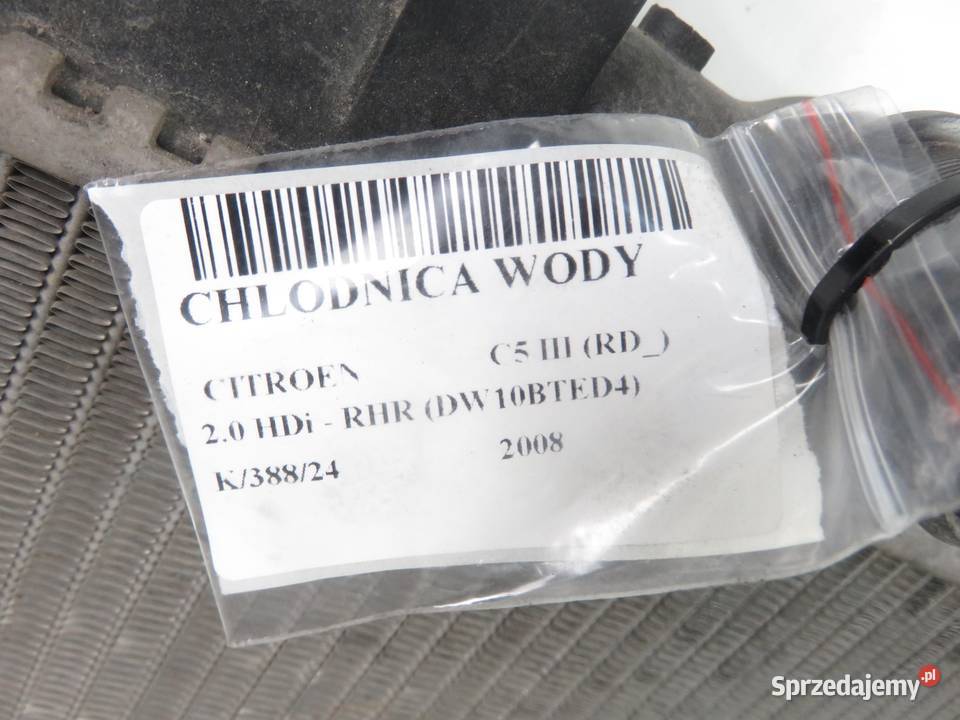 CHLODNICA WODY
CITROEN C5 III (RD_)
2.0 HDi - RHR (DW10BTED4)
K/388/24 2008
Sprzedajemy.pl